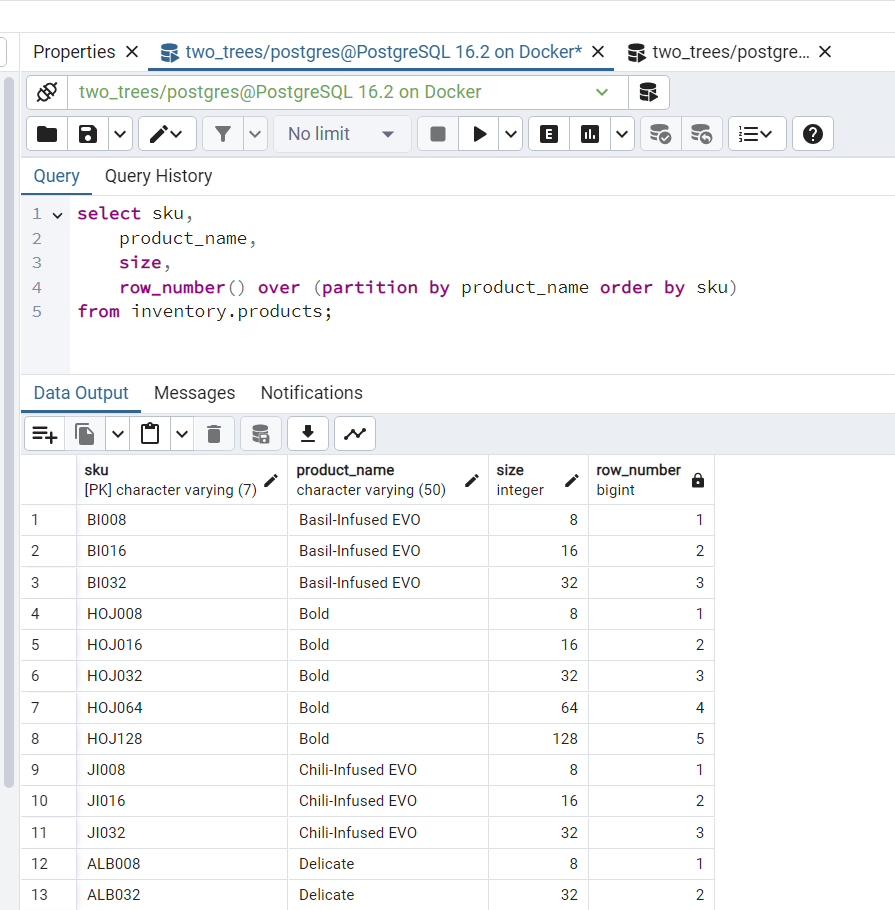 Properties
two_trees/postgres@PostgreSQL 16.2 on Docker*
two_trees/postgre...
two_trees/postgres@PostgreSQL 16.2 on Docker
No limit
E
Query Query History
1 select sku,
2 product_name,
3 size,
4 row_number() over (partition by product_name order by sku)
5 from inventory.products;
Data Output Messages Notifications
sku product_name size row_number
[PK] character varying (7) character varying (50) integer bigint
1 BI008 Basil-Infused EVO 8 1
2 BI016 Basil-Infused EVO 16 2
3 BI032 Basil-Infused EVO 32 3
4 HOJ008 Bold 8 1
5 HOJ016 Bold 16 2
6 HOJ032 Bold 32 3
7 HOJ064 Bold 64 4
8 HOJ128 Bold 128 5
9 JI008 Chili-Infused EVO 8 1
10 JI016 Chili-Infused EVO 16 2
11 JI032 Chili-Infused EVO 32 3
12 ALB008 Delicate 8 1
13 ALB032 Delicate 32 2